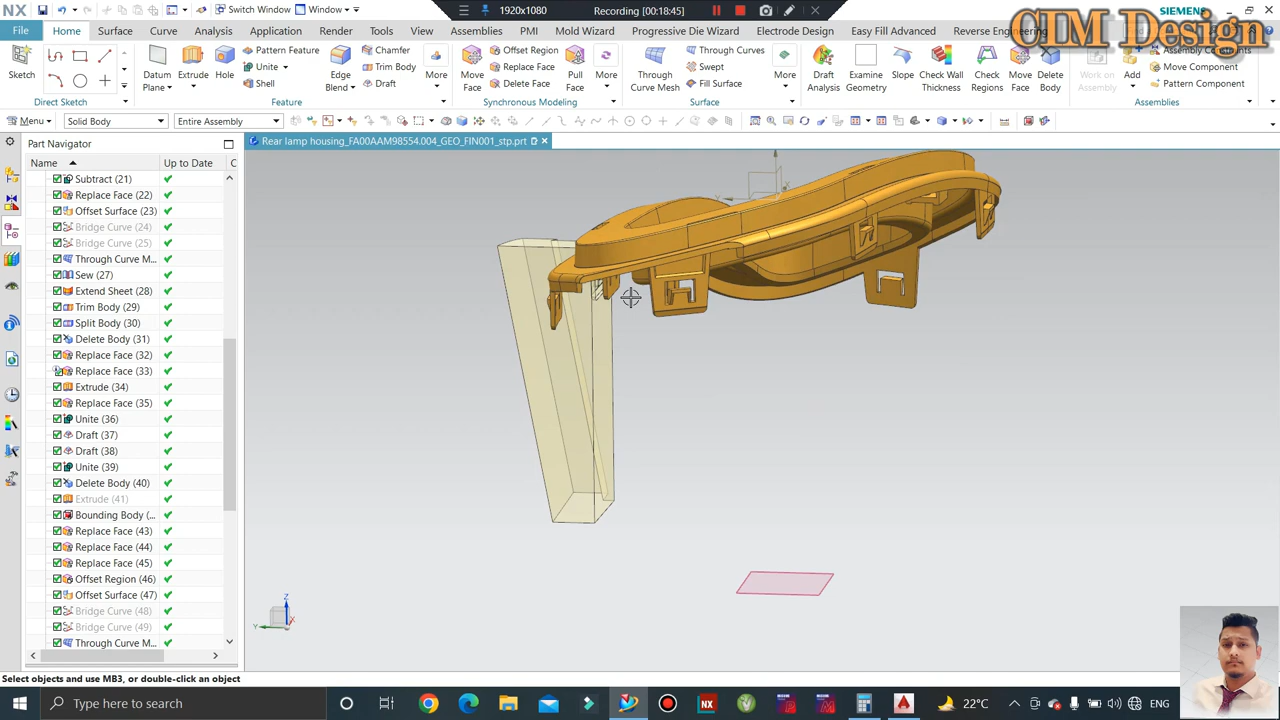 NX
Switch Window
Window
1920x1080
Recording [00:18:45]
SIEMENS
CIM Design
File
Home
Surface
Curve
Analysis
Application
Render
Tools
View
Assemblies
PMI
Mold Wizard
Progressive Die Wizard
Electrode Design
Easy Fill Advanced
Reverse Engineering
Sketch
Direct Sketch
Datum Plane
Extrude
Hole
Pattern Feature
Unite
Shell
Edge Blend
Chamfer
Trim Body
Draft
More
Feature
Move Face
Offset Region
Replace Face
Delete Face
Pull Face
More
Synchronous Modeling
Through Curve Mesh
Through Curves
Swept
Fill Surface
More
Surface
Draft Analysis
Examine Geometry
Slope
Check Wall Thickness
Check Regions
Move Face
Delete Body
Work on Assembly
Add
Assembly Constraints
Move Component
Pattern Component
Assemblies
Menu
Solid Body
Entire Assembly
Part Navigator
Rear lamp housing_FA00AAM98554.004_GEO_FIN001_stp.prt
Name
Up to Date
C
Subtract (21)
Replace Face (22)
Offset Surface (23)
Bridge Curve (24)
Bridge Curve (25)
Through Curve M...
Sew (27)
Extend Sheet (28)
Trim Body (29)
Split Body (30)
Delete Body (31)
Replace Face (32)
Replace Face (33)
Extrude (34)
Replace Face (35)
Unite (36)
Draft (37)
Draft (38)
Unite (39)
Delete Body (40)
Extrude (41)
Bounding Body (...
Replace Face (43)
Replace Face (44)
Replace Face (45)
Offset Region (46)
Offset Surface (47)
Bridge Curve (48)
Bridge Curve (49)
Through Curve M...
Z
Y
X
Select objects and use MB3, or double-click an object
Type here to search
NX
22°C
ENG